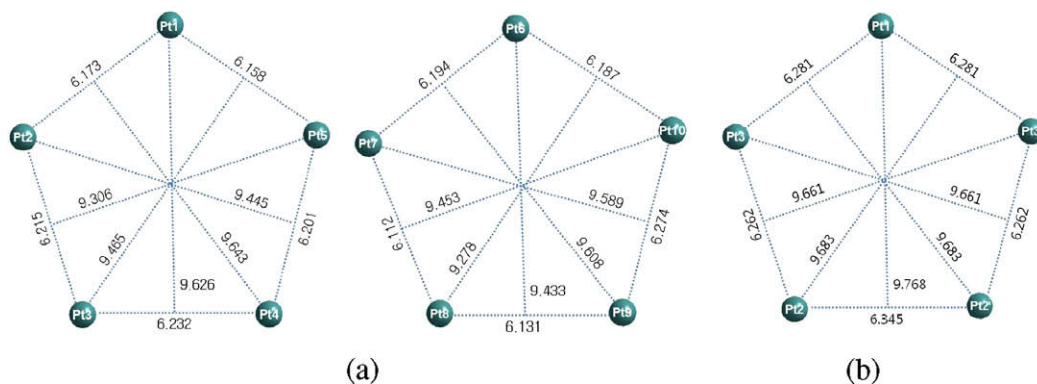 Pt1
6.173
6.158
Pt2
Pt5
9.306
9.445
6.215
6.201
9.465
9.643
9.626
Pt3
Pt4
6.232
Pt6
6.194
6.187
Pt7
Pt10
9.453
9.589
6.112
6.274
9.278
9.608
9.433
Pt8
Pt9
6.131
(a)
Pt1
6.281
6.281
Pt3
Pt3
9.661
9.661
6.262
6.262
9.683
9.683
9.768
Pt2
Pt2'
6.345
(b)